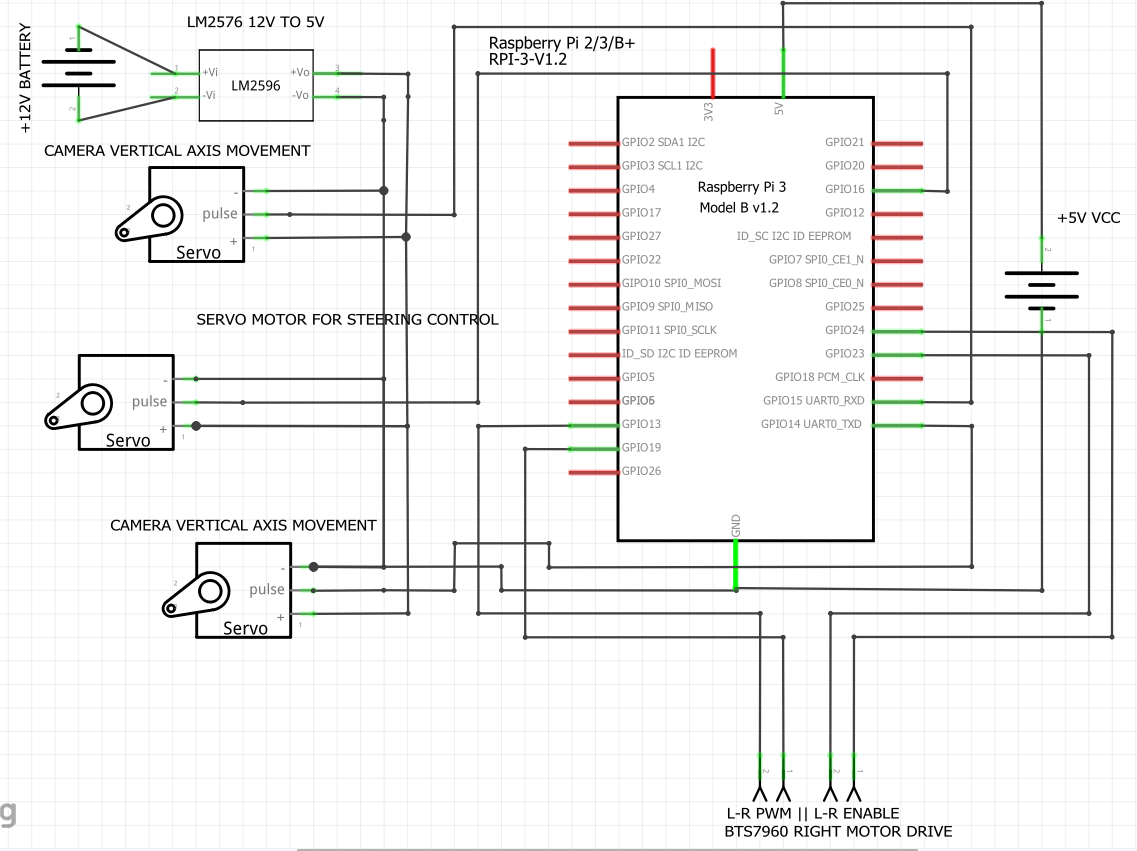 LM2576 12V TO 5V
+12V BATTERY
1
2
1
2
+Vi
-Vi
LM2596
+Vo
-Vo
3
4
Raspberry Pi 2/3/B+
RPI-3-V1.2
CAMERA VERTICAL AXIS MOVEMENT
-
pulse
+
Servo
2
1
SERVO MOTOR FOR STEERING CONTROL
-
pulse
+
Servo
2
1
CAMERA VERTICAL AXIS MOVEMENT
-
pulse
+
Servo
2
1
3V3
5V
Raspberry Pi 3
Model B v1.2
GPIO2 SDA1 I2C
GPIO3 SCL1 I2C
GPIO4
GPIO17
GPIO27
GPIO22
GIPO10 SPI0_MOSI
GPIO9 SPI0_MISO
GPIO11 SPI0_SCLK
ID_SD I2C ID EEPROM
GPIO5
GPIO6
GPIO13
GPIO19
GPIO26
GPIO21
GPIO20
GPIO16
GPIO12
ID_SC I2C ID EEPROM
GPIO7 SPI0_CE1_N
GPIO8 SPI0_CE0_N
GPIO25
GPIO24
GPIO23
GPIO18 PCM_CLK
GPIO15 UART0_RXD
GPIO14 UART0_TXD
GND
+5V VCC
2
1
2
1
2
1
L-R PWM || L-R ENABLE
BTS7960 RIGHT MOTOR DRIVE
g